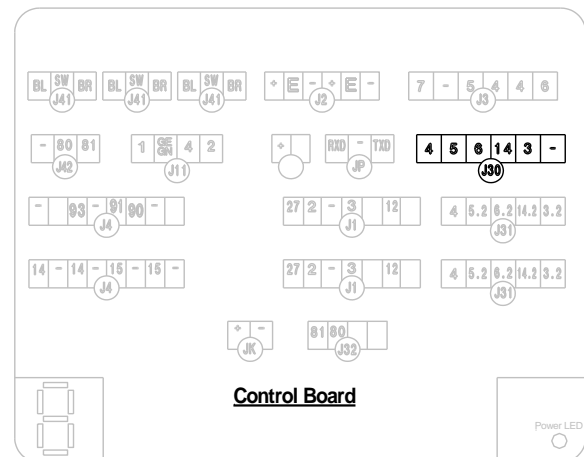 BL SW BR BL SW BR BL SW BR + E - + E - 7 - 5 4 4 6
J41 J41 J41 J2 J3
- 80 81 1 GE GN 4 2 + RXD - TXD 4 5 6 14 3 -
J42 J11 JP J30
- 93 - 91 90 - 27 2 - 3 12 4 5.2 6.2 14.2 3.2
J4 J1 J31
14 - 14 - 15 - 15 - 27 2 - 3 12 4 5.2 6.2 14.2 3.2
J4 J1 J31
+ - 81 80
JK J32
Control Board
Power LED